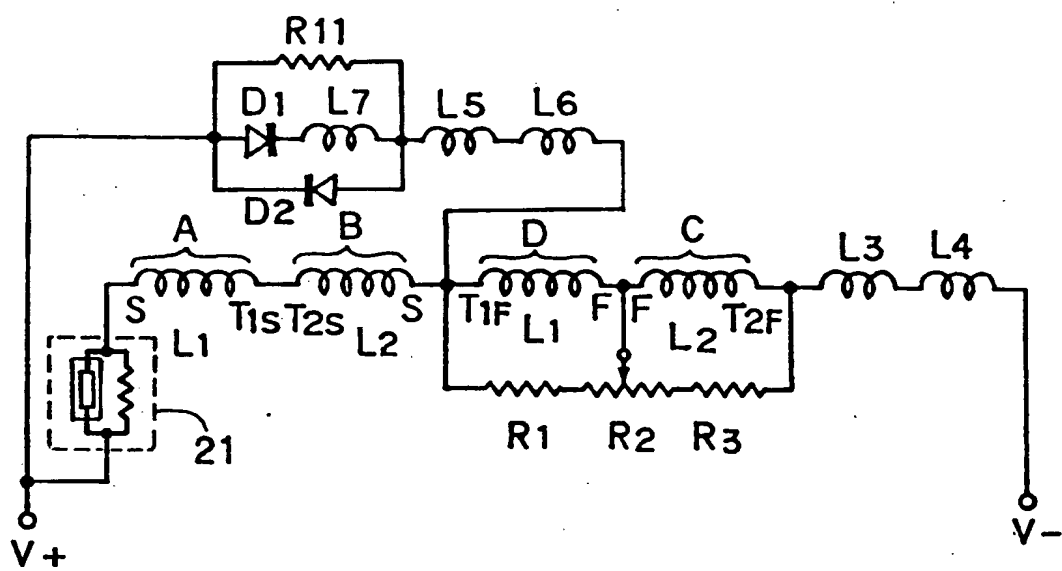 R11
D1 L7 L5 L6
D2
A B D C
L3 L4
S T1S T2S S T1F F F T2F
L1 L2 L1 L2
R1 R2 R3
21
V+ V-